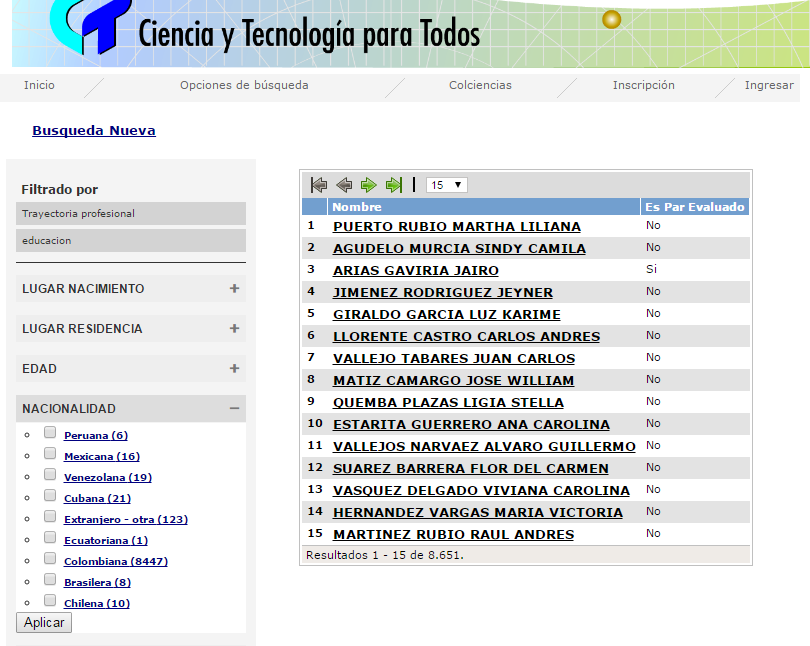 Ciencia y Tecnología para Todos
Inicio Opciones de búsqueda Colciencias Inscripción Ingresar
Busqueda Nueva
Filtrado por
Trayectoria profesional
educacion
LUGAR NACIMIENTO +
LUGAR RESIDENCIA +
EDAD +
NACIONALIDAD −
Peruana (6)
Mexicana (16)
Venezolana (19)
Cubana (21)
Extranjero - otra (123)
Ecuatoriana (1)
Colombiana (8447)
Brasilera (8)
Chilena (10)
Aplicar
15
Nombre Es Par Evaluado
1 PUERTO RUBIO MARTHA LILIANA No
2 AGUDELO MURCIA SINDY CAMILA No
3 ARIAS GAVIRIA JAIRO Si
4 JIMENEZ RODRIGUEZ JEYNER No
5 GIRALDO GARCIA LUZ KARIME No
6 LLORENTE CASTRO CARLOS ANDRES No
7 VALLEJO TABARES JUAN CARLOS No
8 MATIZ CAMARGO JOSE WILLIAM No
9 QUEMBA PLAZAS LIGIA STELLA No
10 ESTARITA GUERRERO ANA CAROLINA No
11 VALLEJOS NARVAEZ ALVARO GUILLERMO No
12 SUAREZ BARRERA FLOR DEL CARMEN No
13 VASQUEZ DELGADO VIVIANA CAROLINA No
14 HERNANDEZ VARGAS MARIA VICTORIA No
15 MARTINEZ RUBIO RAUL ANDRES No
Resultados 1 - 15 de 8.651.